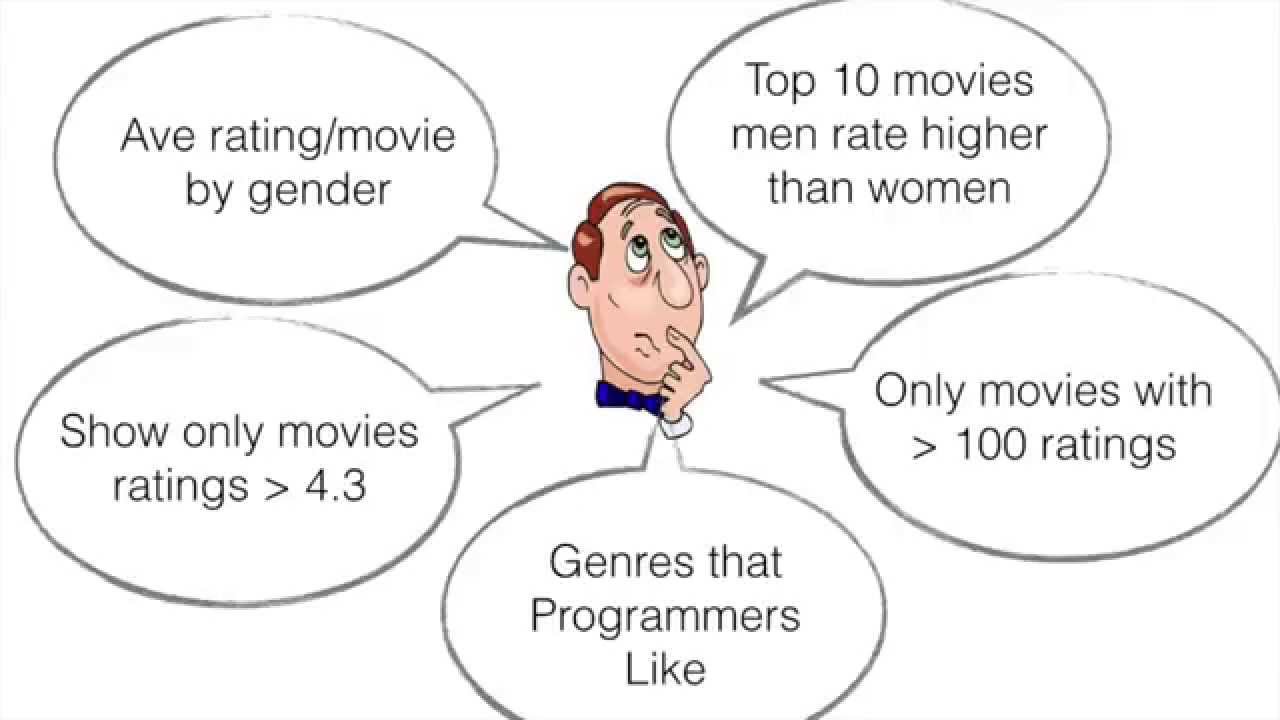 Ave rating/movie
by gender
Top 10 movies
men rate higher
than women
Show only movies
ratings > 4.3
Only movies with
> 100 ratings
Genres that
Programmers
Like